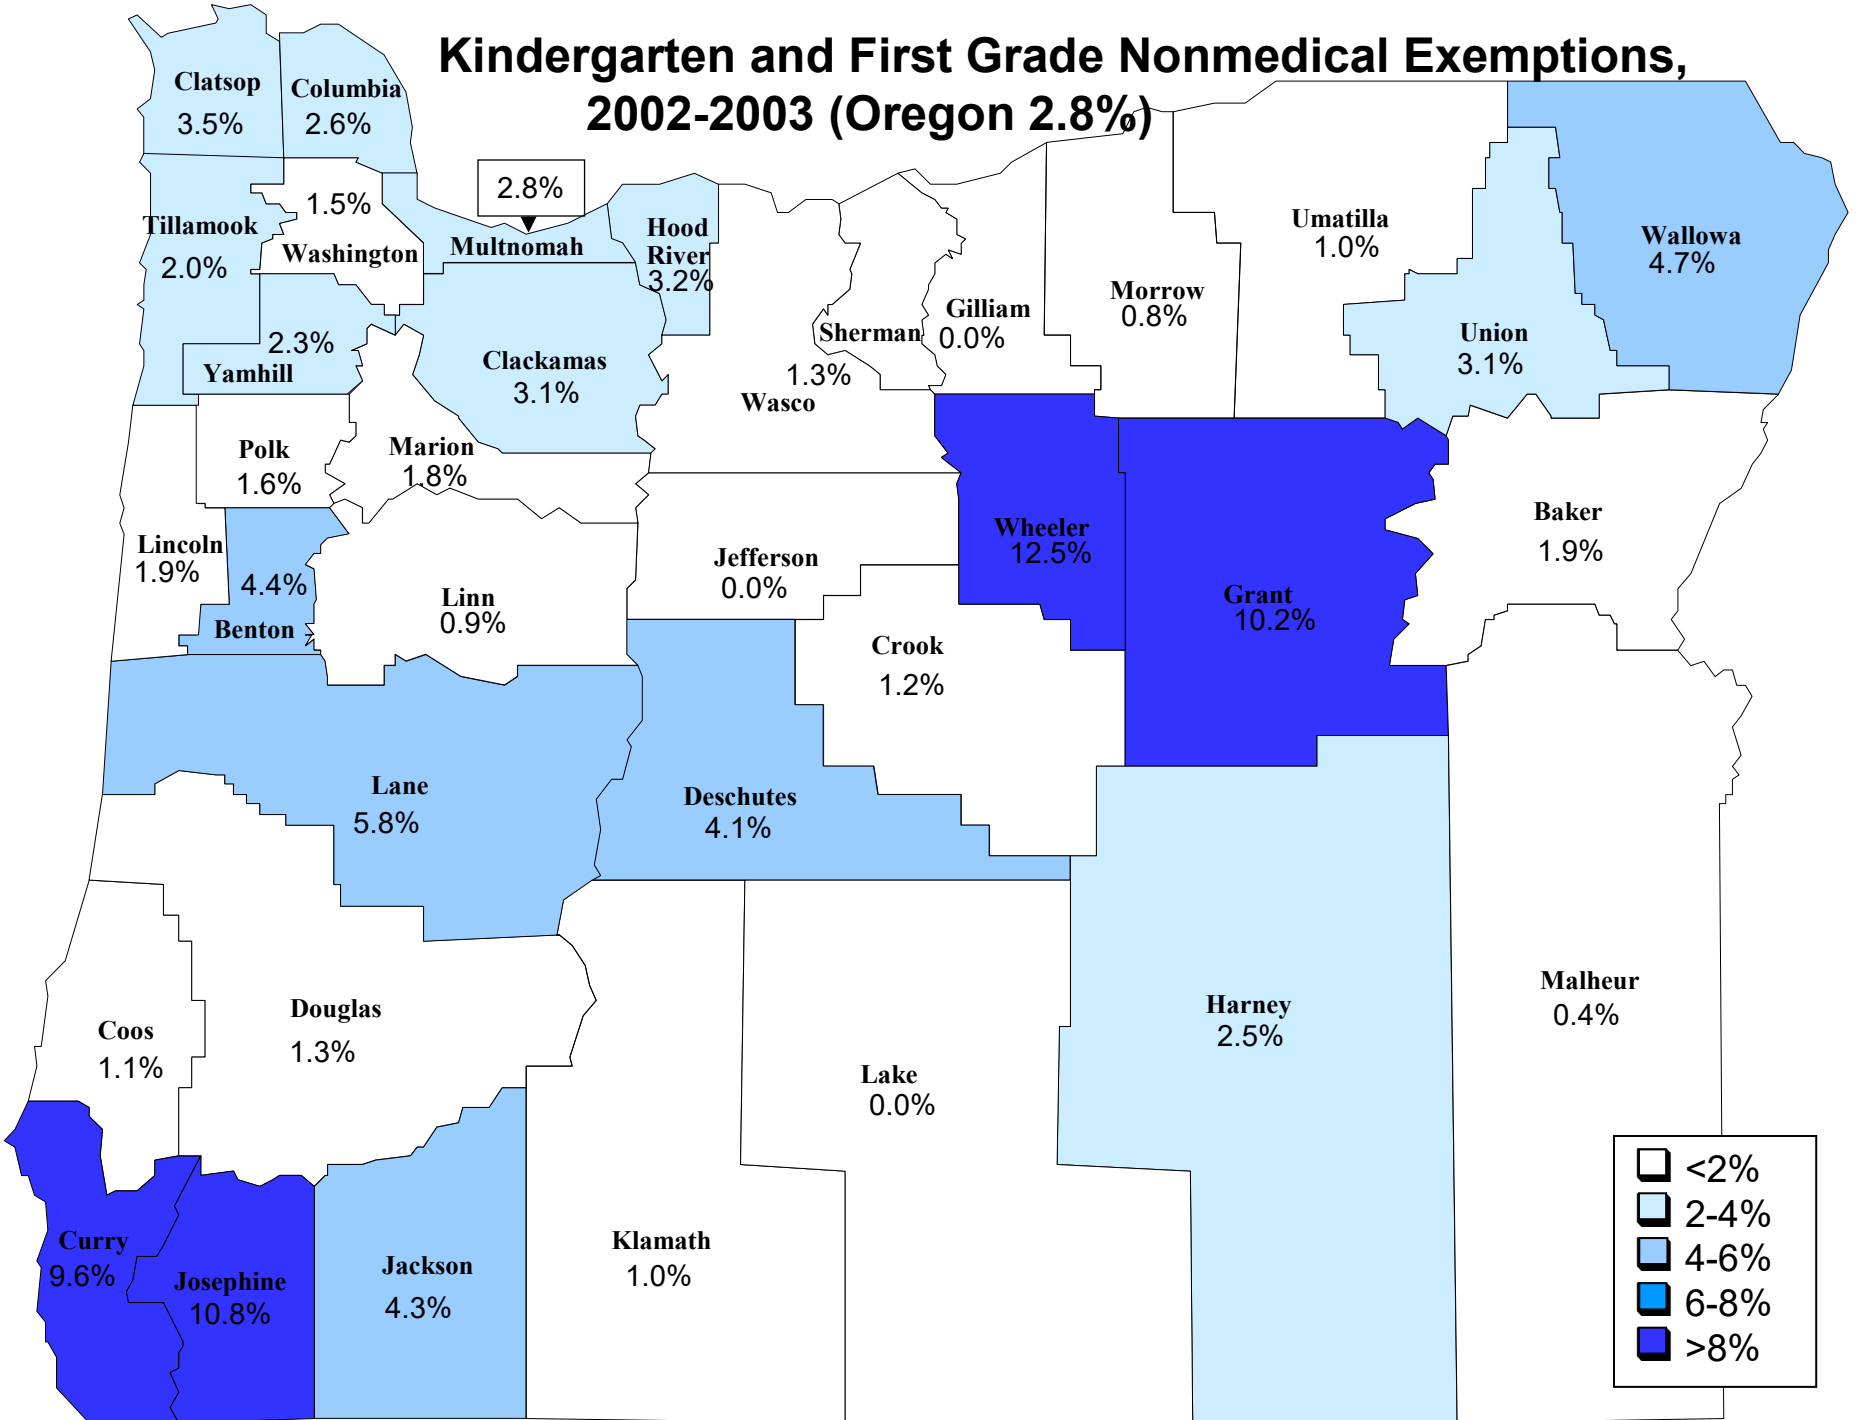 Kindergarten and First Grade Nonmedical Exemptions,
2002-2003 (Oregon 2.8%)
Clatsop
3.5%
Columbia
2.6%
2.8%
Multnomah
1.5%
Washington
Tillamook
2.0%
Hood
River
3.2%
2.3%
Yamhill
Clackamas
3.1%
Sherman
1.3%
Wasco
Gilliam
0.0%
Morrow
0.8%
Umatilla
1.0%
Union
3.1%
Wallowa
4.7%
Polk
1.6%
Marion
1.8%
Lincoln
1.9%
4.4%
Benton
Linn
0.9%
Jefferson
0.0%
Wheeler
12.5%
Grant
10.2%
Baker
1.9%
Crook
1.2%
Lane
5.8%
Deschutes
4.1%
Coos
1.1%
Douglas
1.3%
Lake
0.0%
Harney
2.5%
Malheur
0.4%
Curry
9.6%
Josephine
10.8%
Jackson
4.3%
Klamath
1.0%
<2%
2-4%
4-6%
6-8%
>8%